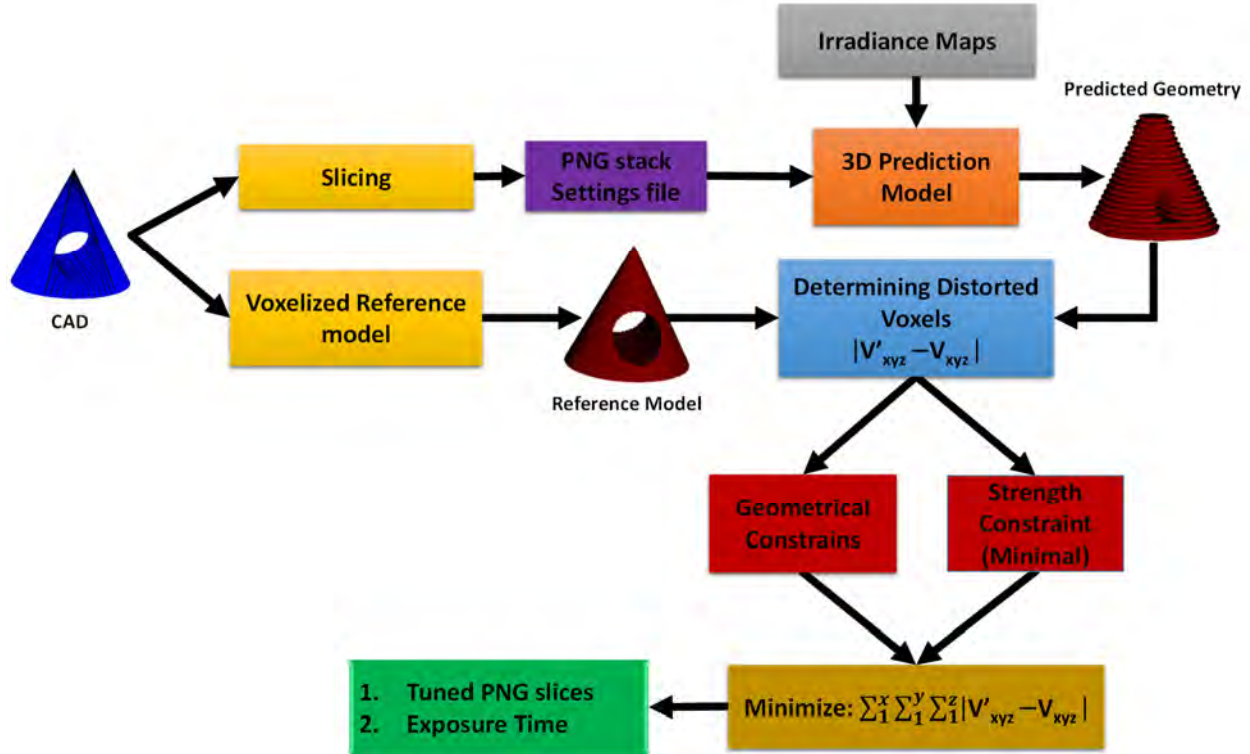 Irradiance Maps
Predicted Geometry
Slicing
PNG stack
Settings file
3D Prediction
Model
CAD
Voxelized Reference
model
Reference Model
Determining Distorted
Voxels
|V'xyz –Vxyz|
Geometrical
Constrains
Strength
Constraint
(Minimal)
1. Tuned PNG slices
2. Exposure Time
Minimize: ∑₁ˣ ∑₁ʸ ∑₁ᶻ|V'xyz –Vxyz|